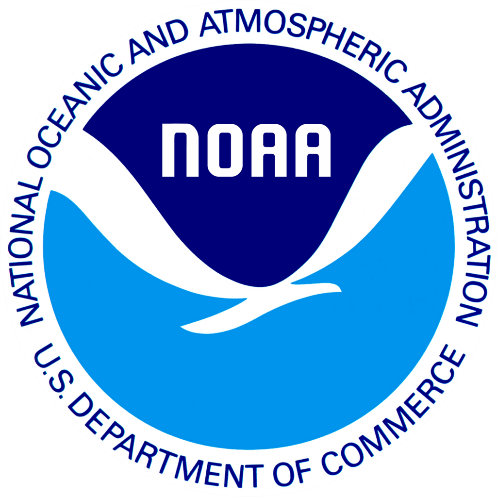 NATIONAL OCEANIC AND ATMOSPHERIC ADMINISTRATION
NOAA
U.S. DEPARTMENT OF COMMERCE